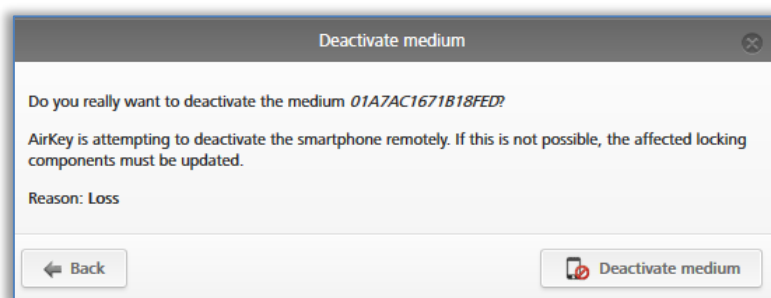 Deactivate medium
Do you really want to deactivate the medium 01A7AC1671B18FED?
AirKey is attempting to deactivate the smartphone remotely. If this is not possible, the affected locking
components must be updated.
Reason: Loss
Back
Deactivate medium